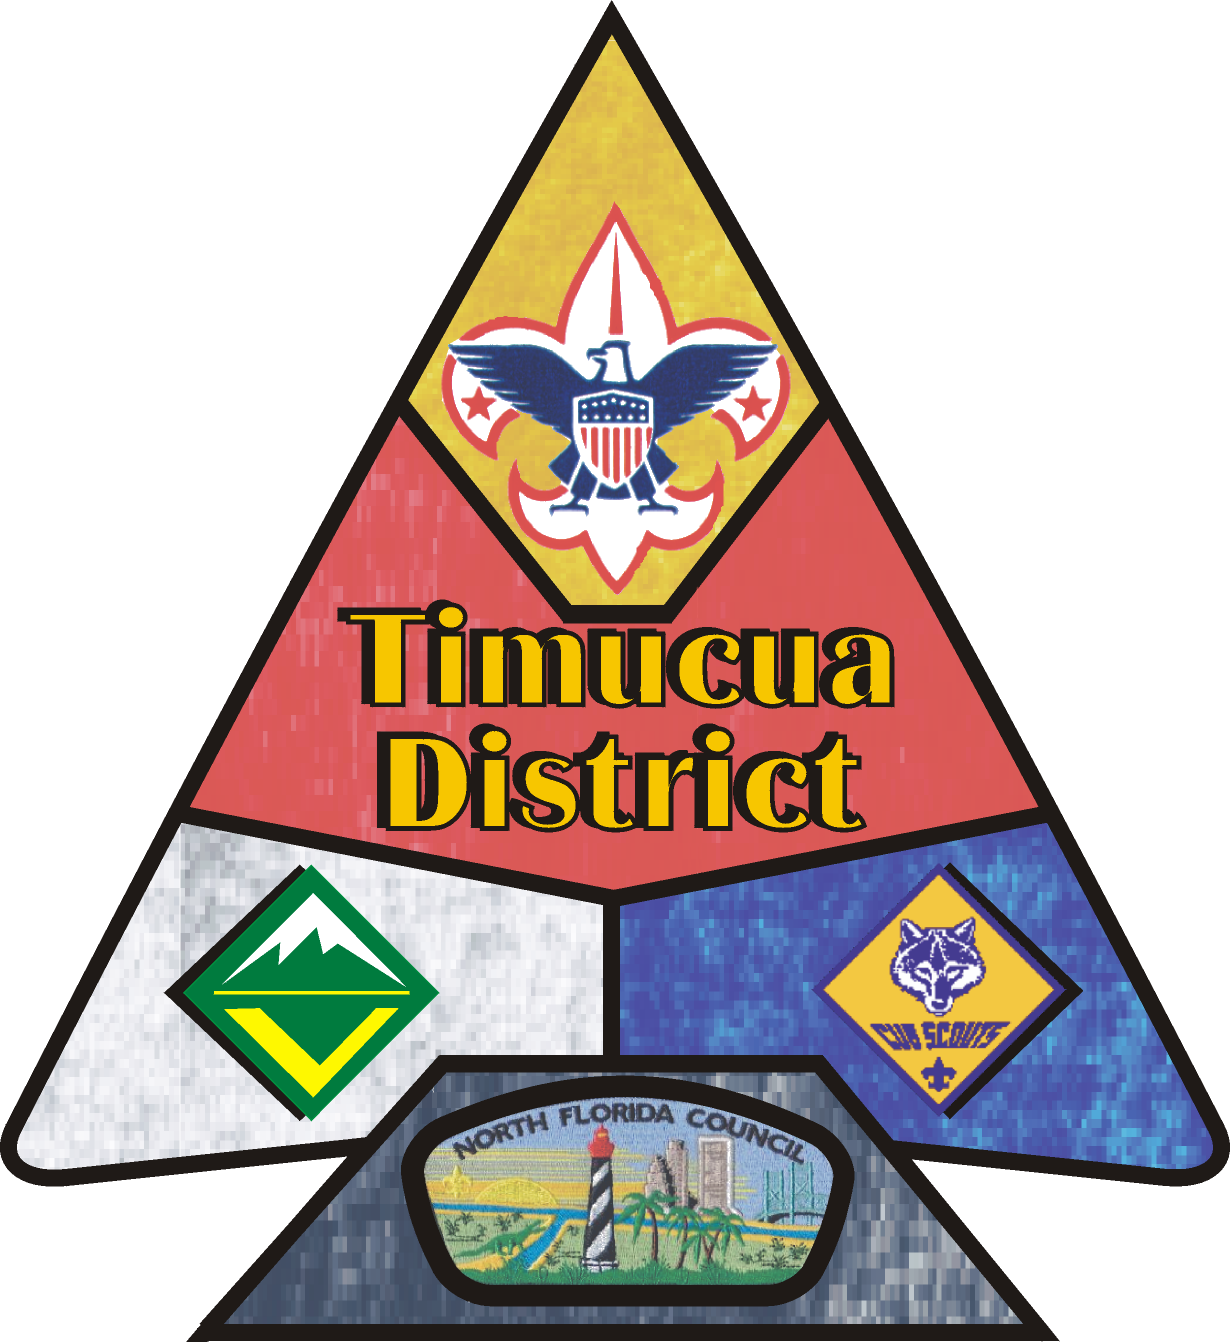 Timucua
District
CUB SCOUTS
NORTH FLORIDA COUNCIL